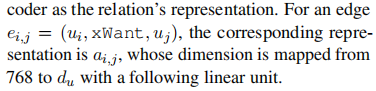 coder as the relation's representation. For an edge
e_{i,j} = (u_i, xWant, u_j), the corresponding repre-
sentation is a_{i,j}, whose dimension is mapped from
768 to d_u with a following linear unit.